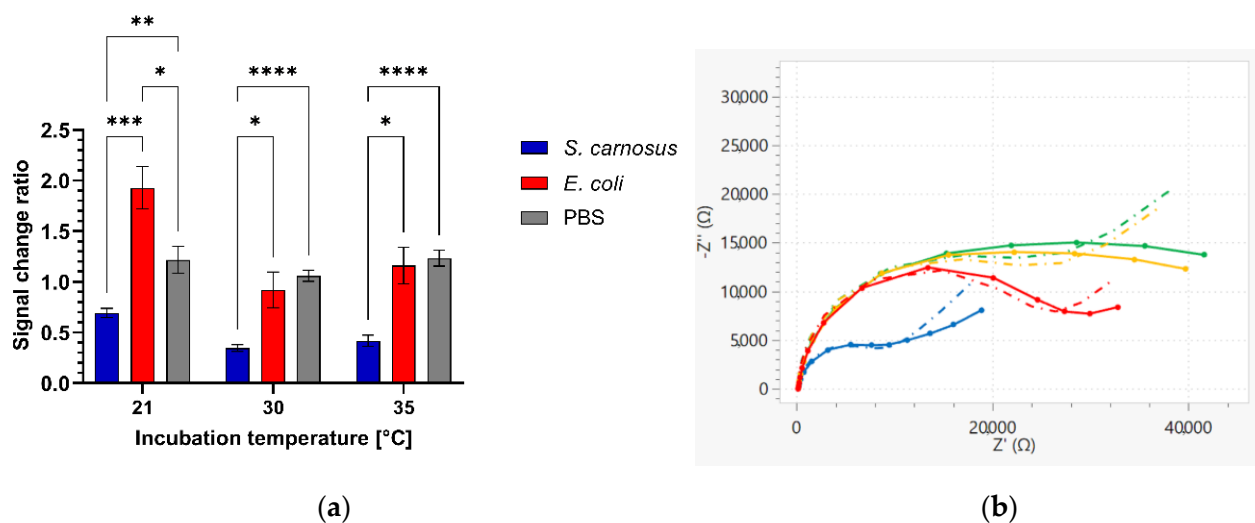 **
*
****
****
***
*
*
2.5
2.0
1.5
1.0
0.5
0.0
Signal change ratio
21
30
35
Incubation temperature [°C]
S. carnosus
E. coli
PBS
(a)
30,000
25,000
20,000
15,000
10,000
5,000
0
-Z'' (Ω)
0
20,000
40,000
Z' (Ω)
(b)